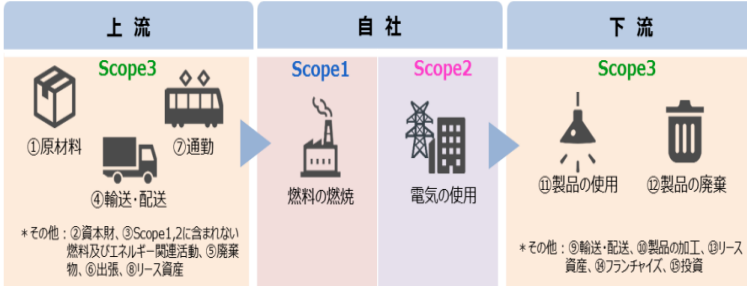 上 流
自 社
下 流
Scope3
Scope1
Scope2
Scope3
①原材料
⑦通勤
④輸送・配送
燃料の燃焼
電気の使用
⑪製品の使用
⑫製品の廃棄
＊その他：②資本財、③Scope1,2に含まれない
燃料及びエネルギー関連活動、⑤廃棄
物、⑥出張、⑧リース資産
＊その他：⑨輸送・配送、⑩製品の加工、⑬リース
資産、⑭フランチャイズ、⑮投資